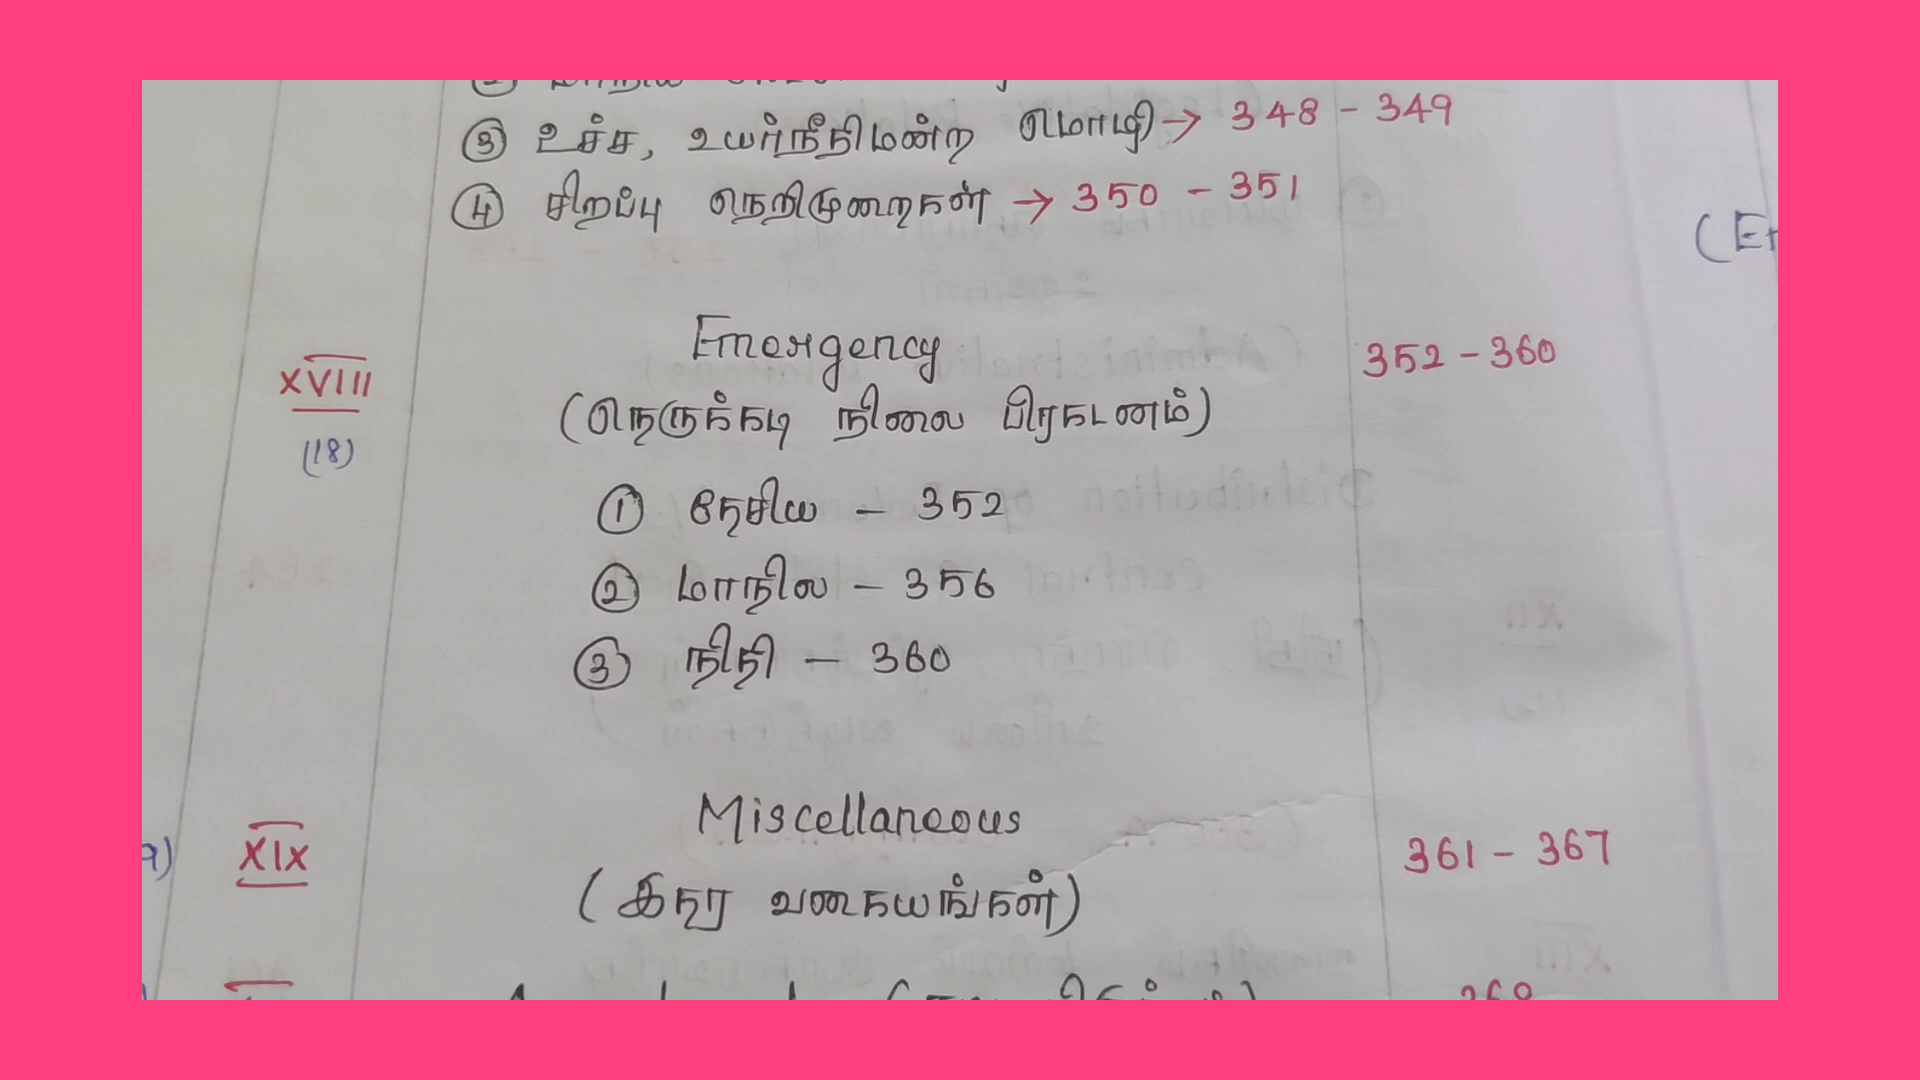 ③ உச்ச, உயர்நீதிமன்ற மொழி → 348 - 349
④ சிறப்பு நெறிமுறைகள் → 350 - 351
(E
XVIII Emergency 352 - 360
(18) (நெருக்கடி நிலை பிரகடனம்)
① தேசிய - 352
② மாநில - 356
③ நிதி - 360
XIX Miscellaneous 361 - 367
(இதர வகையங்கள்)